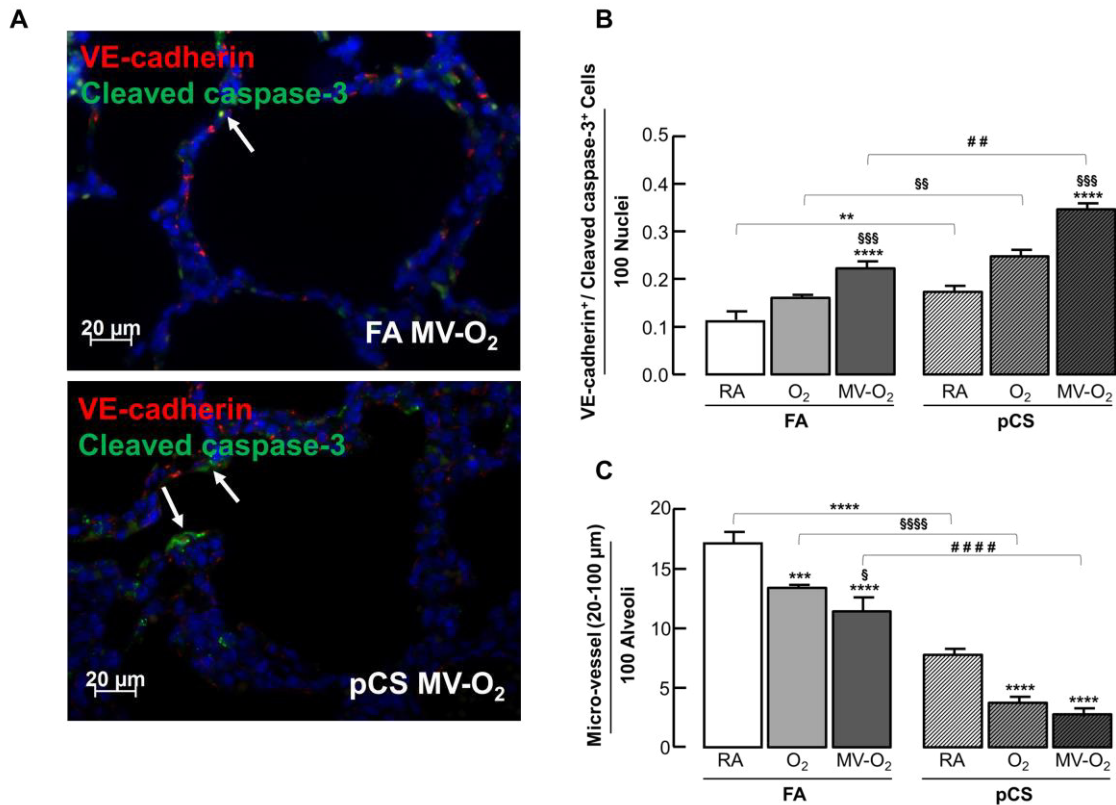 A
VE-cadherin
Cleaved caspase-3
20 µm
FA MV-O₂
VE-cadherin
Cleaved caspase-3
20 µm
pCS MV-O₂
B
VE-cadherin⁺/ Cleaved caspase-3⁺ Cells
100 Nuclei
0.5
0.4
0.3
0.2
0.1
0.0
# #
§§
**
§§§
****
§§§
****
RA O₂ MV-O₂ RA O₂ MV-O₂
FA pCS
C
Micro-vessel (20-100 µm)
100 Alveoli
20
15
10
5
0
****
§§§§
# # # #
***
§
****
****
****
RA O₂ MV-O₂ RA O₂ MV-O₂
FA pCS